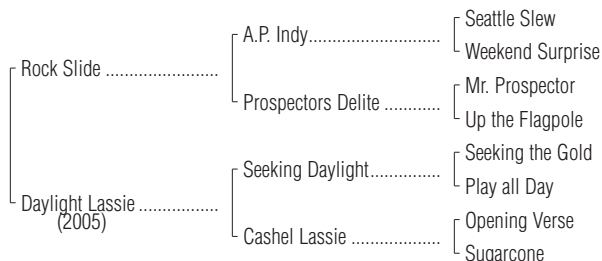 Seattle Slew
A.P. Indy..............................
Weekend Surprise
Rock Slide .........................
Mr. Prospector
Prospectors Delite .............
Up the Flagpole
Seeking the Gold
Seeking Daylight................
Play all Day
Daylight Lassie ..................
(2005)
Opening Verse
Cashel Lassie ....................
Sugarcone